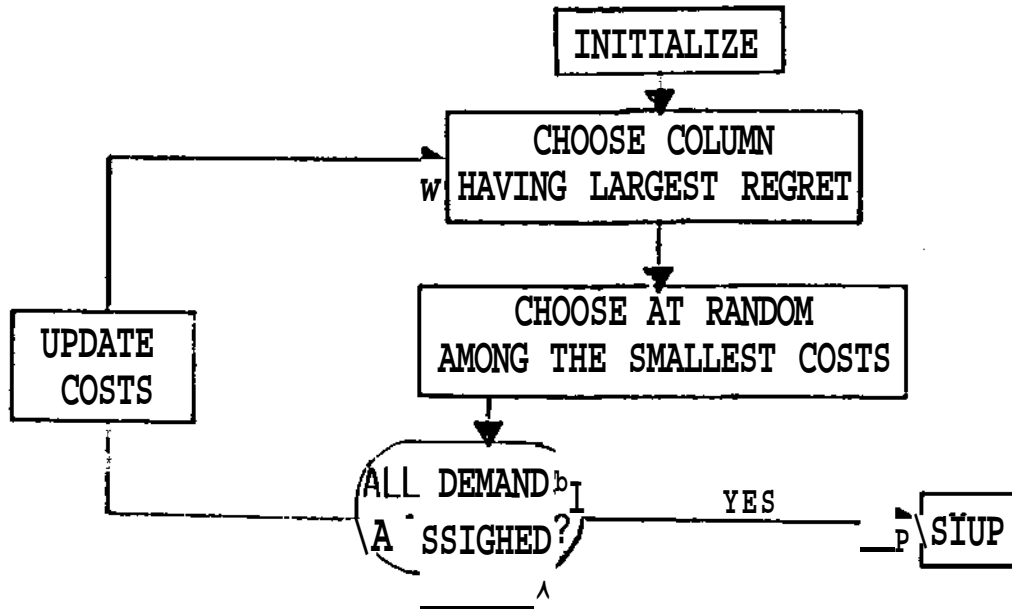 INITIALIZE
CHOOSE COLUMN
HAVING LARGEST REGRET
W
CHOOSE AT RANDOM
AMONG THE SMALLEST COSTS
UPDATE
COSTS
ALL DEMAND b I
A SSIGHED?
YES
P
SÏUP